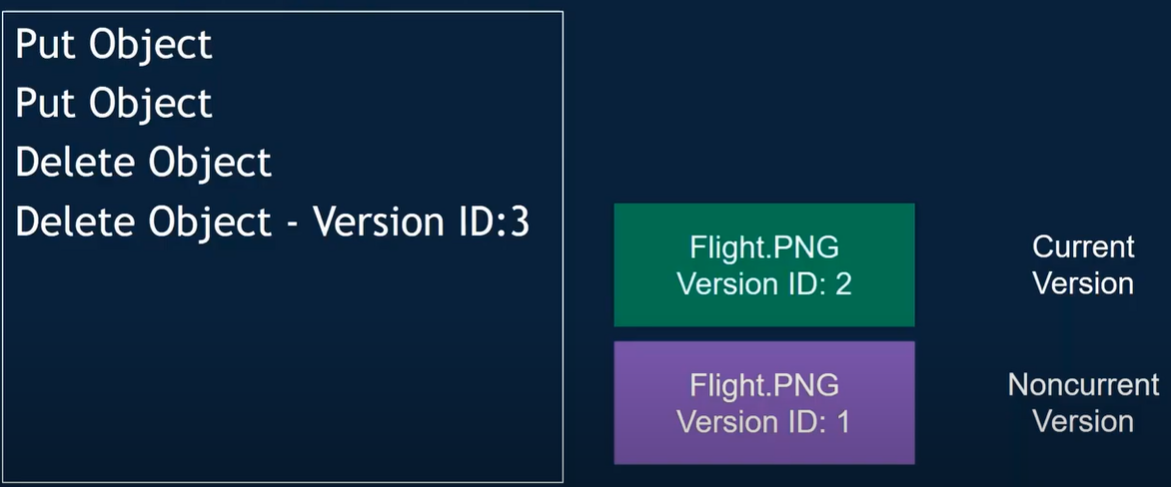 Put Object
Put Object
Delete Object
Delete Object - Version ID:3
Flight.PNG
Version ID: 2
Current
Version
Flight.PNG
Version ID: 1
Noncurrent
Version